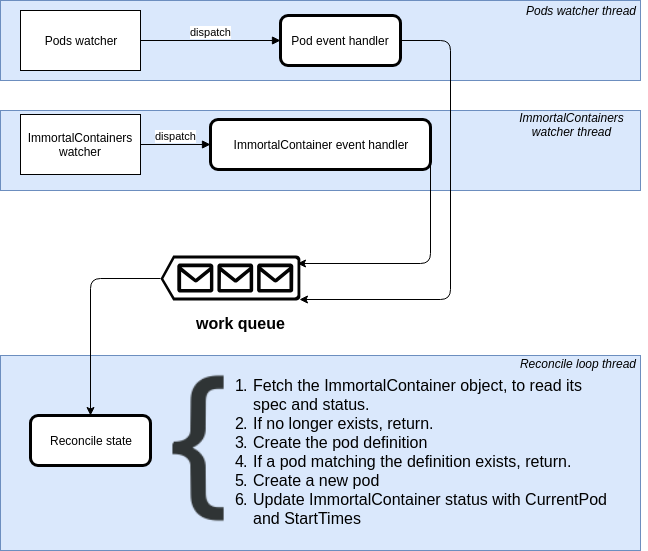 Pods watcher thread
Pods watcher
dispatch
Pod event handler
ImmortalContainers
watcher thread
ImmortalContainers
watcher
dispatch
ImmortalContainer event handler
work queue
Reconcile loop thread
Reconcile state
1. Fetch the ImmortalContainer object, to read its
spec and status.
2. If no longer exists, return.
3. Create the pod definition
4. If a pod matching the definition exists, return.
5. Create a new pod
6. Update ImmortalContainer status with CurrentPod
and StartTimes